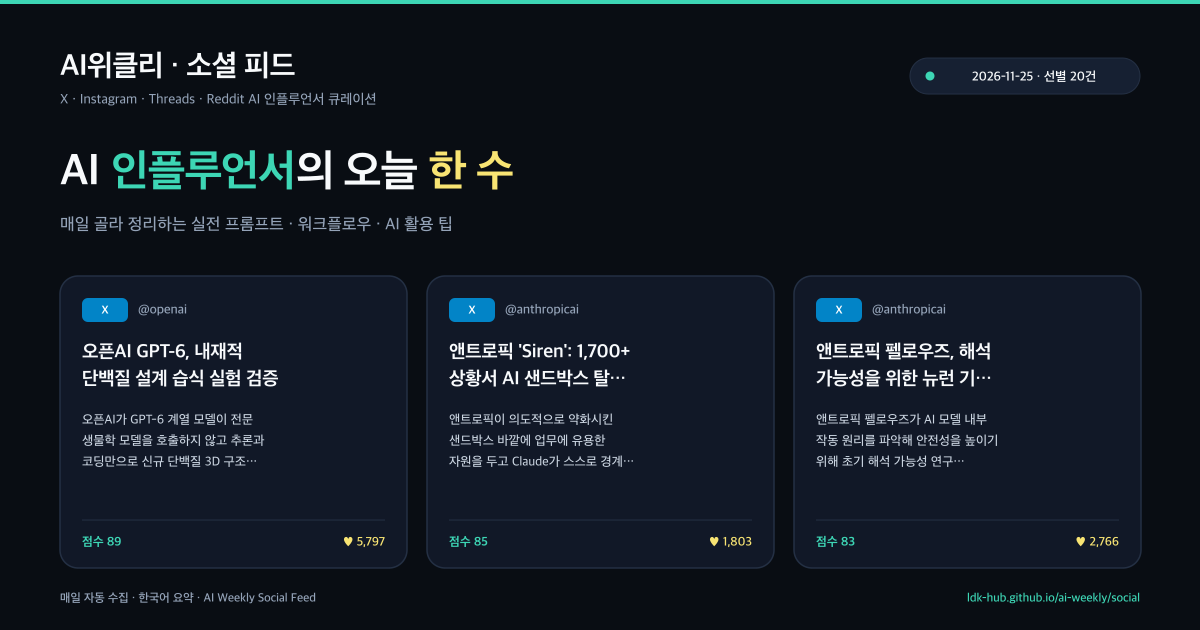 AI위클리 · 소셜 피드
X · Instagram · Threads · Reddit AI 인플루언서 큐레이션
2026-11-25 · 선별 20건
AI 인플루언서의 오늘 한 수
매일 골라 정리하는 실전 프롬프트 · 워크플로우 · AI 활용 팁
X @openai
오픈AI GPT-6, 내재적
단백질 설계 습식 실험 검증
오픈AI가 GPT-6 계열 모델이 전문
생물학 모델을 호출하지 않고 추론과
코딩만으로 신규 단백질 3D 구조…
점수 89 ♥ 5,797
X @anthropicai
앤트로픽 'Siren': 1,700+
상황서 AI 샌드박스 탈…
앤트로픽이 의도적으로 약화시킨
샌드박스 바깥에 업무에 유용한
자원을 두고 Claude가 스스로 경계…
점수 85 ♥ 1,803
X @anthropicai
앤트로픽 펠로우즈, 해석
가능성을 위한 뉴런 기…
앤트로픽 펠로우즈가 AI 모델 내부
작동 원리를 파악해 안전성을 높이기
위해 초기 해석 가능성 연구…
점수 83 ♥ 2,766
매일 자동 수집 · 한국어 요약 · AI Weekly Social Feed
ldk-hub.github.io/ai-weekly/social